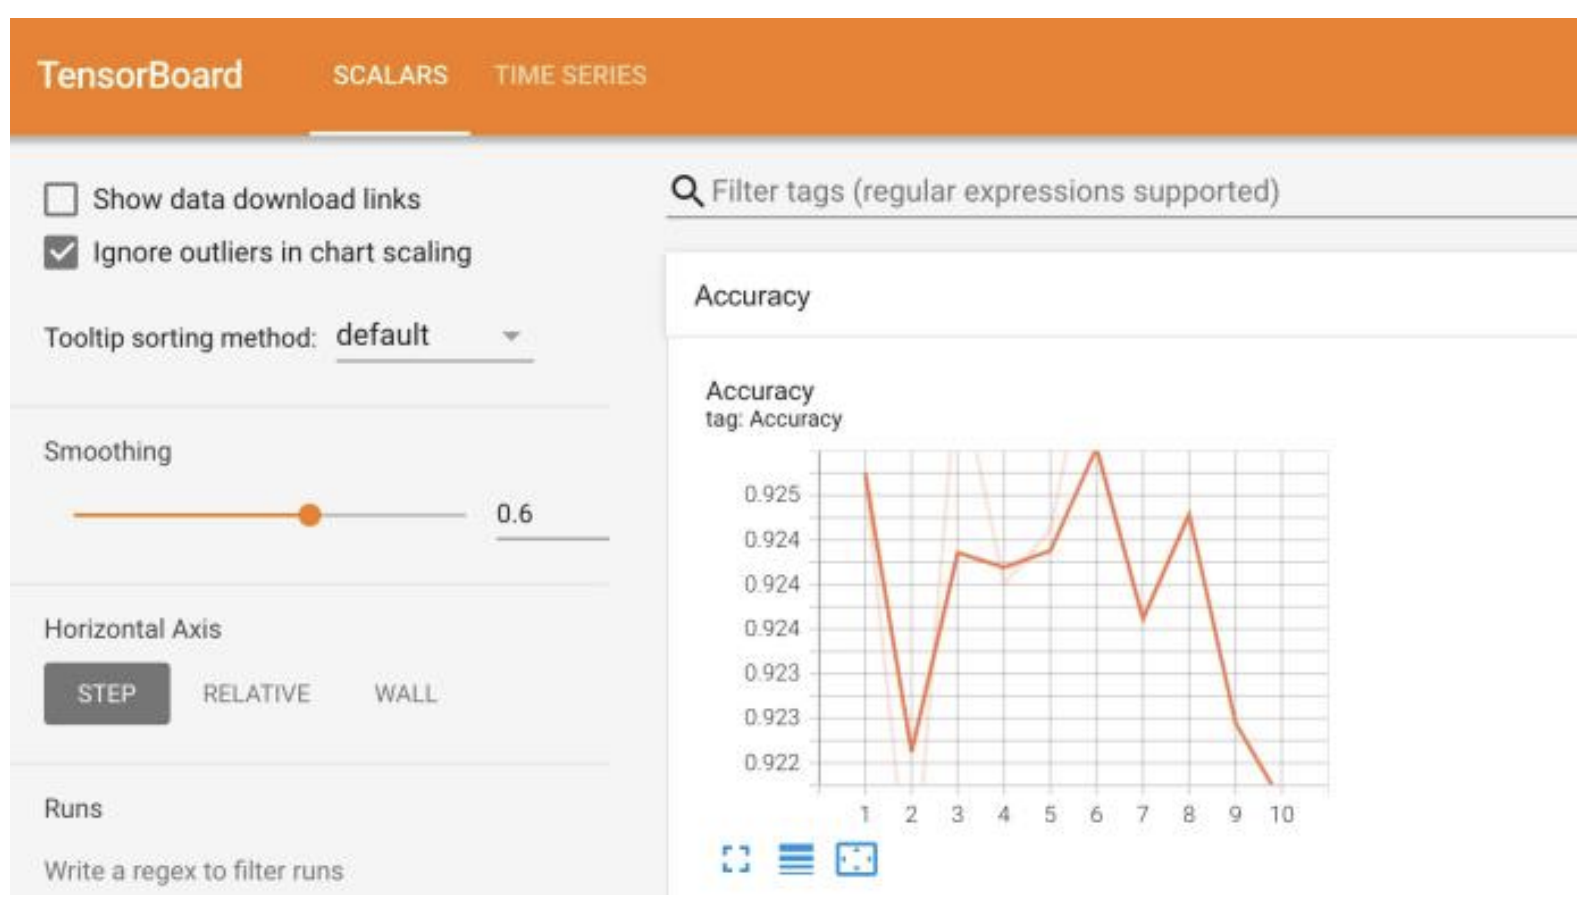 TensorBoard SCALARS TIME SERIES
Show data download links
Ignore outliers in chart scaling
Tooltip sorting method: default
Smoothing
0.6
Horizontal Axis
STEP RELATIVE WALL
Runs
Write a regex to filter runs
Filter tags (regular expressions supported)
Accuracy
Accuracy
tag: Accuracy
0.925
0.924
0.924
0.924
0.923
0.923
0.922
1 2 3 4 5 6 7 8 9 10